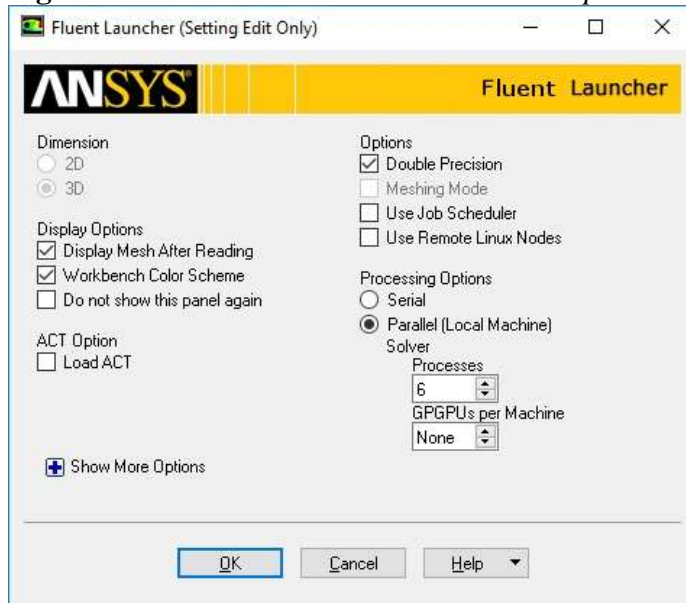 Fluent Launcher (Setting Edit Only)
ANSYS
Fluent Launcher
Dimension
2D
3D
Display Options
Display Mesh After Reading
Workbench Color Scheme
Do not show this panel again
ACT Option
Load ACT
Show More Options
Options
Double Precision
Meshing Mode
Use Job Scheduler
Use Remote Linux Nodes
Processing Options
Serial
Parallel (Local Machine)
Solver
Processes
6
GPGPUs per Machine
None
OK
Cancel
Help